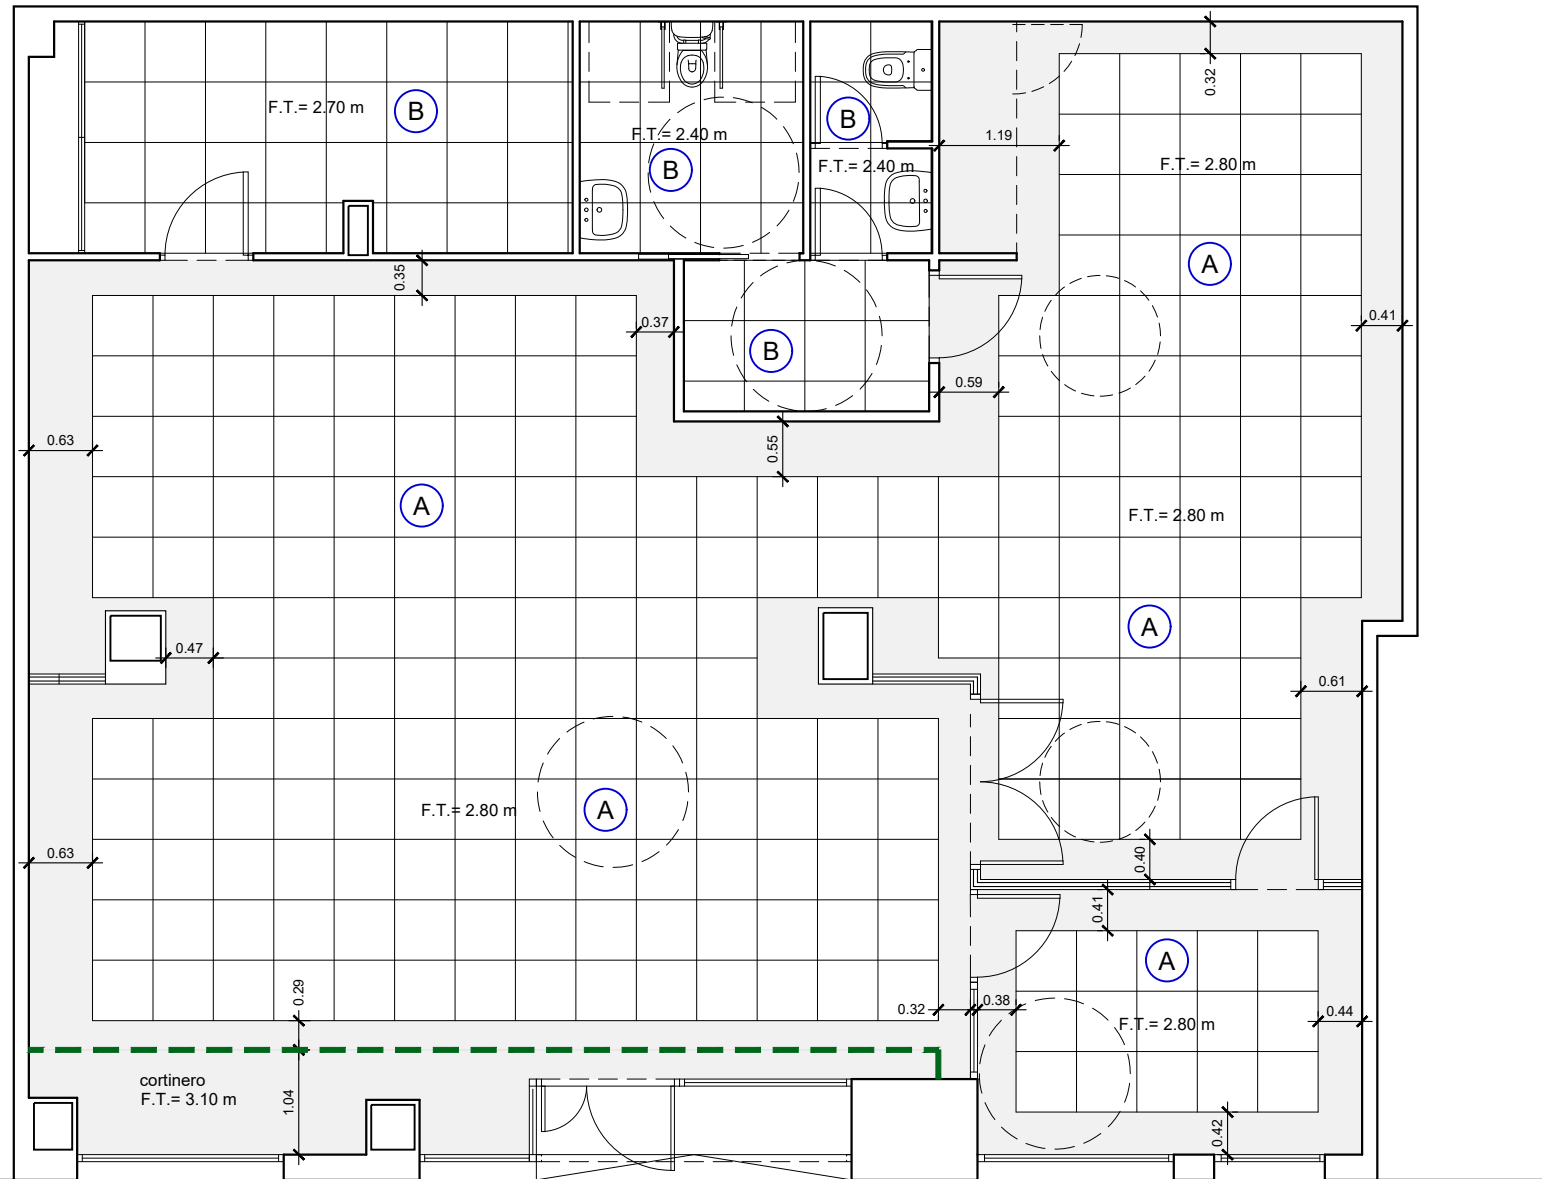 0.32
F.T.= 2.70 m
B
B
F.T.= 2.40 m
1.19
B
F.T.= 2.40 m
F.T.= 2.80 m
A
0.35
0.37
0.41
B
0.59
0.63
0.55
A
F.T.= 2.80 m
A
0.47
0.61
F.T.= 2.80 m
A
0.63
0.40
0.41
A
0.29
0.32
0.38
0.44
F.T.= 2.80 m
cortinero
F.T.= 3.10 m
1.04
0.42